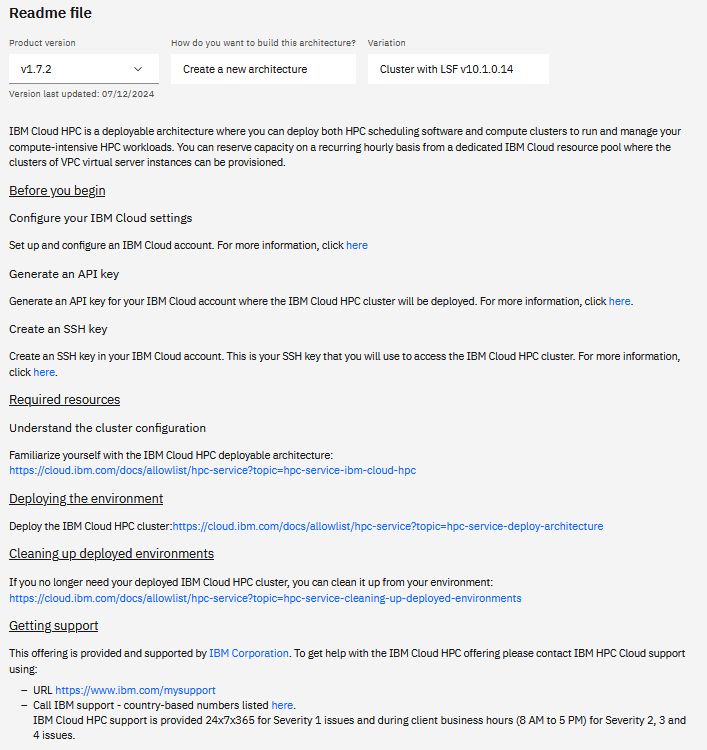 Readme file
Product version
How do you want to build this architecture?
Variation
v1.7.2
Create a new architecture
Cluster with LSF v10.1.0.14
Version last updated: 07/12/2024
IBM Cloud HPC is a deployable architecture where you can deploy both HPC scheduling software and compute clusters to run and manage your
compute-intensive HPC workloads. You can reserve capacity on a recurring hourly basis from a dedicated IBM Cloud resource pool where the
clusters of VPC virtual server instances can be provisioned.
Before you begin
Configure your IBM Cloud settings
Set up and configure an IBM Cloud account. For more information, click here
Generate an API key
Generate an API key for your IBM Cloud account where the IBM Cloud HPC cluster will be deployed. For more information, click here.
Create an SSH key
Create an SSH key in your IBM Cloud account. This is your SSH key that you will use to access the IBM Cloud HPC cluster. For more information,
click here.
Required resources
Understand the cluster configuration
Familiarize yourself with the IBM Cloud HPC deployable architecture:
https://cloud.ibm.com/docs/allowlist/hpc-service?topic=hpc-service-ibm-cloud-hpc
Deploying the environment
Deploy the IBM Cloud HPC cluster:https://cloud.ibm.com/docs/allowlist/hpc-service?topic=hpc-service-deploy-architecture
Cleaning up deployed environments
If you no longer need your deployed IBM Cloud HPC cluster, you can clean it up from your environment:
https://cloud.ibm.com/docs/allowlist/hpc-service?topic=hpc-service-cleaning-up-deployed-environments
Getting support
This offering is provided and supported by IBM Corporation. To get help with the IBM Cloud HPC offering please contact IBM HPC Cloud support
using:
– URL https://www.ibm.com/mysupport
– Call IBM support - country-based numbers listed here.
IBM Cloud HPC support is provided 24x7x365 for Severity 1 issues and during client business hours (8 AM to 5 PM) for Severity 2, 3 and
4 issues.